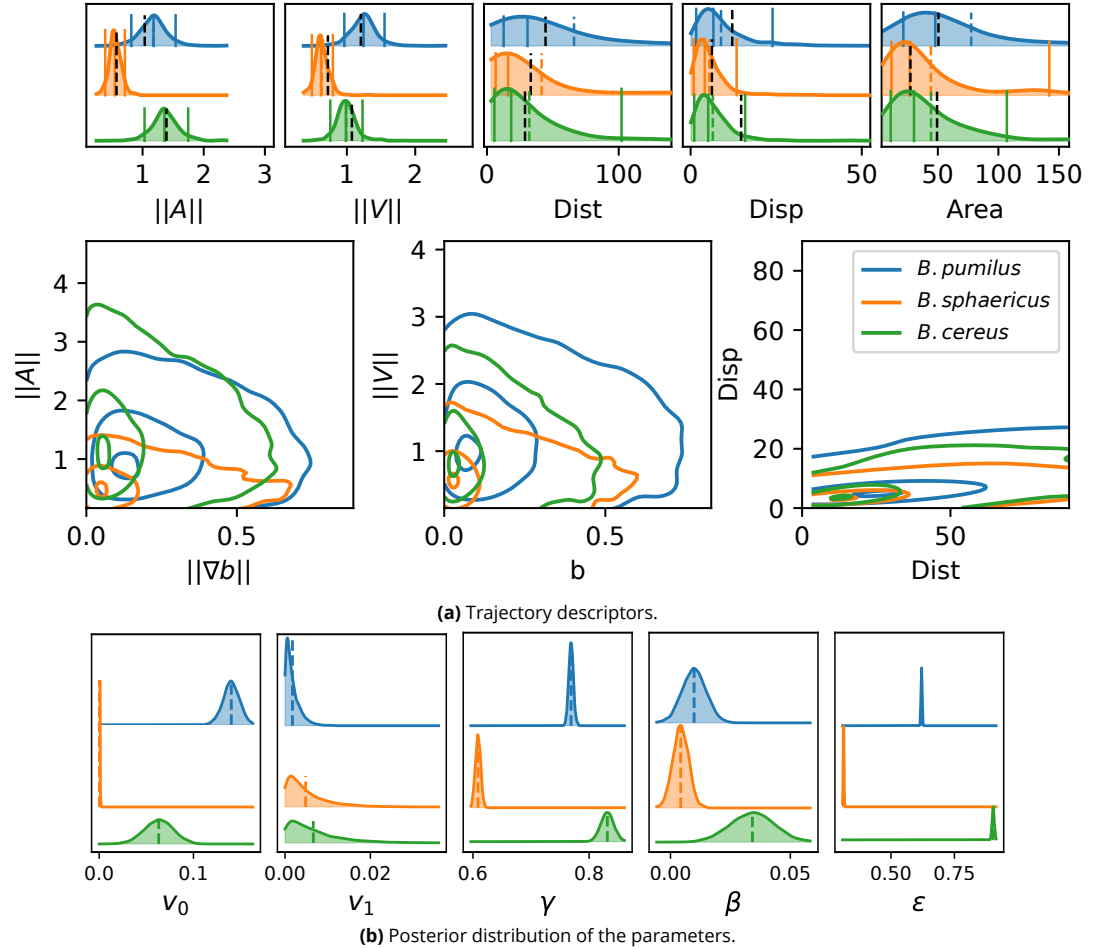 1 2 3
1 2
0 100
0 50
0 50 100 150
||A||
||V||
Dist
Disp
Area
4
3
2
1
||A||
0.0 0.5
||∇b||
4
3
2
1
0
||V||
0.0 0.5
b
80
60
40
20
0
Disp
0 50
Dist
B. pumilus
B. sphaericus
B. cereus
(a) Trajectory descriptors.
0.0 0.1
0.00 0.02
0.6 0.8
0.00 0.05
0.50 0.75
v₀
v₁
γ
β
ε
(b) Posterior distribution of the parameters.